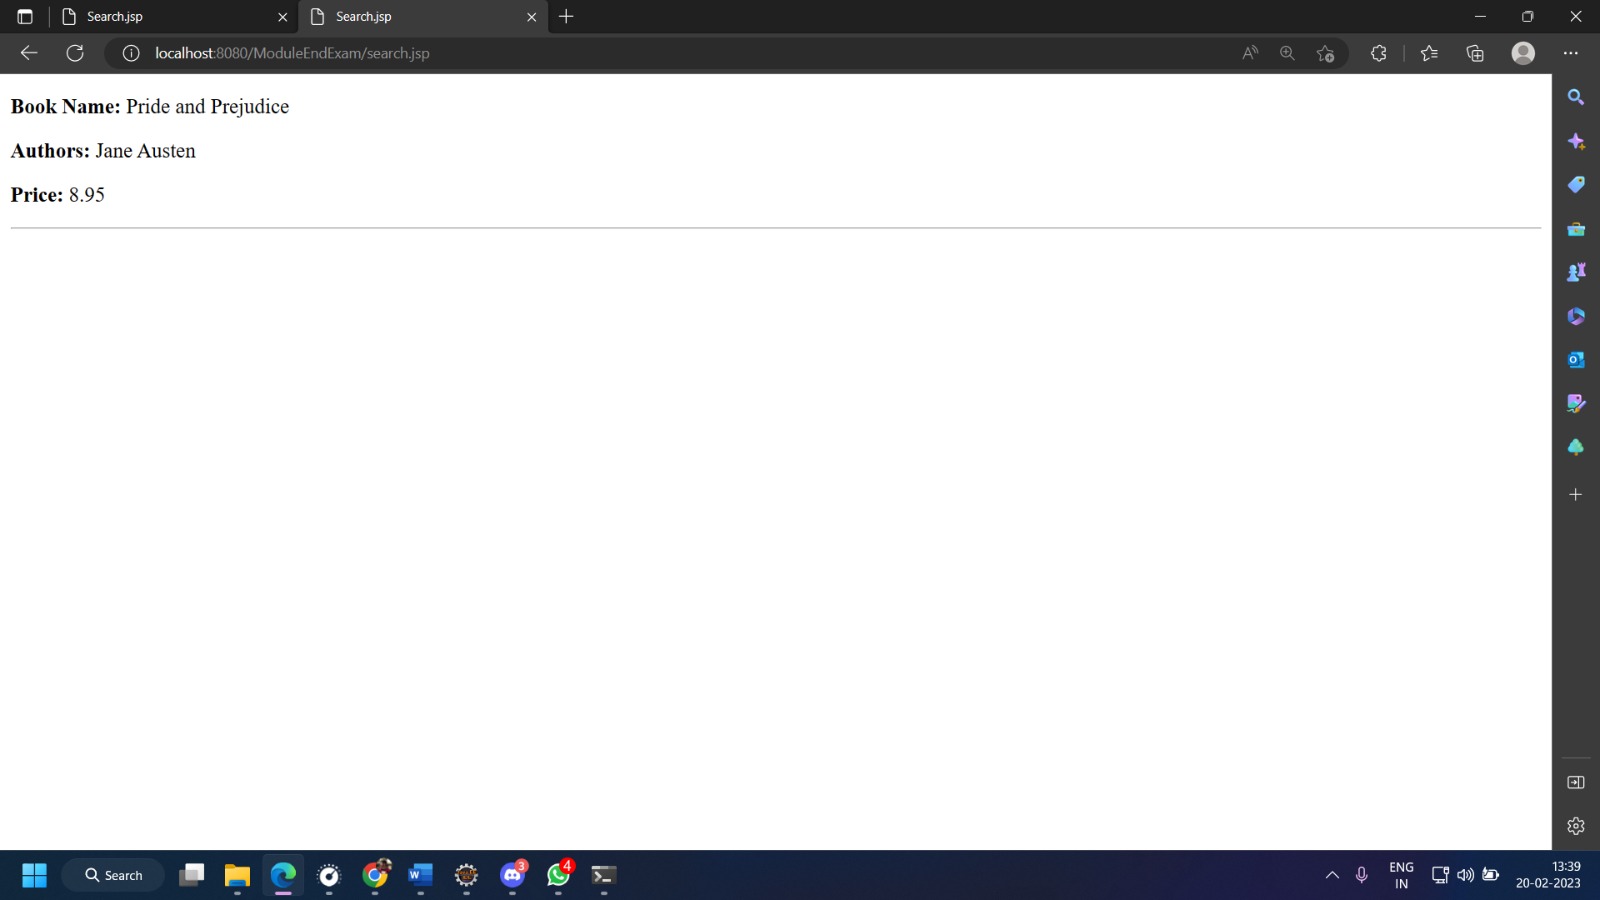 Search.jsp
Search.jsp
localhost:8080/ModuleEndExam/search.jsp
Book Name: Pride and Prejudice
Authors: Jane Austen
Price: 8.95
Search
3
4
ENG
IN
13:39
20-02-2023